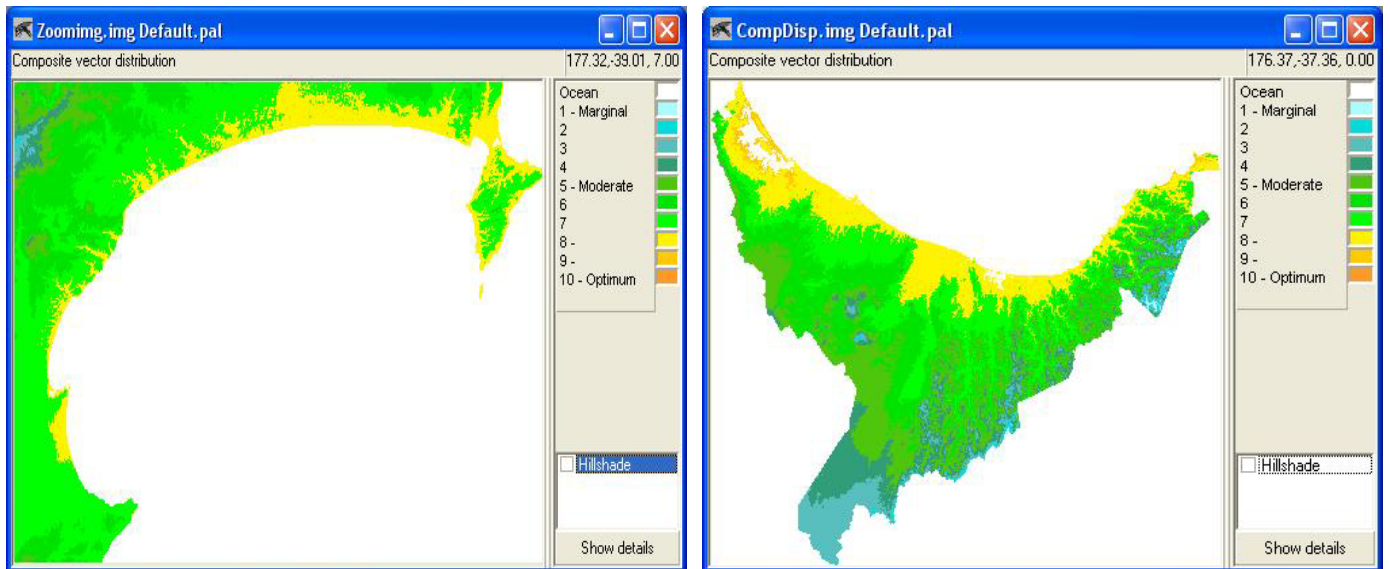 Zoomimg.img Default.pal
Composite vector distribution
177.32,-39.01, 7.00
Ocean
1 - Marginal
2
3
4
5 - Moderate
6
7
8 -
9 -
10 - Optimum
Hillshade
Show details
CompDisp.img Default.pal
Composite vector distribution
176.37,-37.36, 0.00
Ocean
1 - Marginal
2
3
4
5 - Moderate
6
7
8 -
9 -
10 - Optimum
Hillshade
Show details